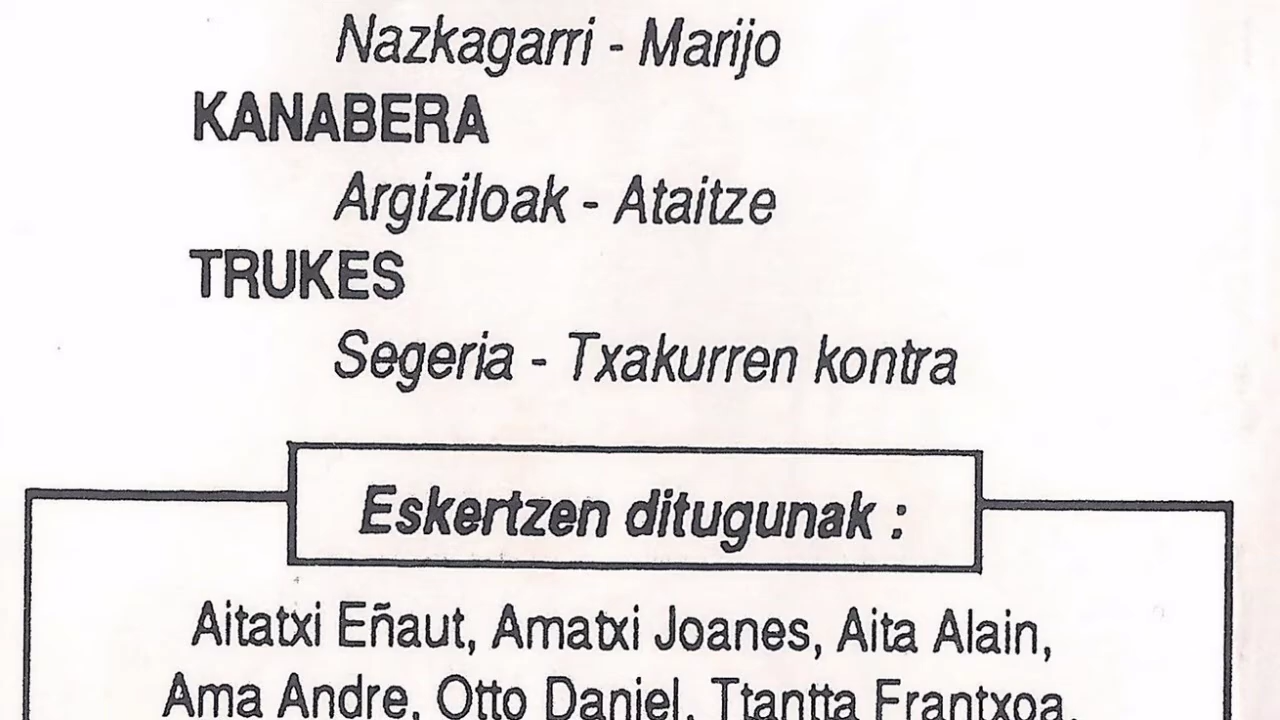 Nazkagarri - Marijo
KANABERA
Argiziloak - Ataitze
TRUKES
Segeria - Txakurren kontra
Eskertzen ditugunak :
Aitatxi Eñaut, Amatxi Joanes, Aita Alain,
Ama Andre, Otto Daniel, Ttantta Frantxoa,